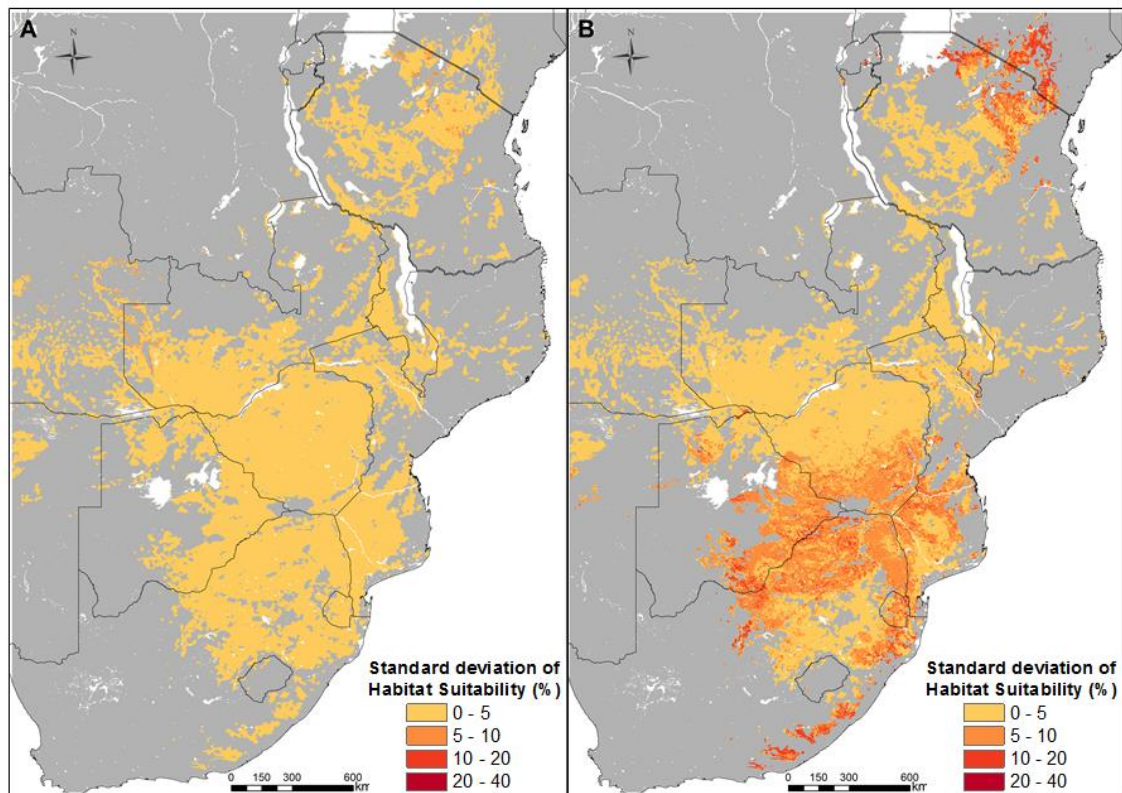 A
N
Standard deviation of
Habitat Suitability (%)
0 - 5
5 - 10
10 - 20
20 - 40
0 150 300 600
km
B
N
Standard deviation of
Habitat Suitability (%)
0 - 5
5 - 10
10 - 20
20 - 40
0 150 300 600
km